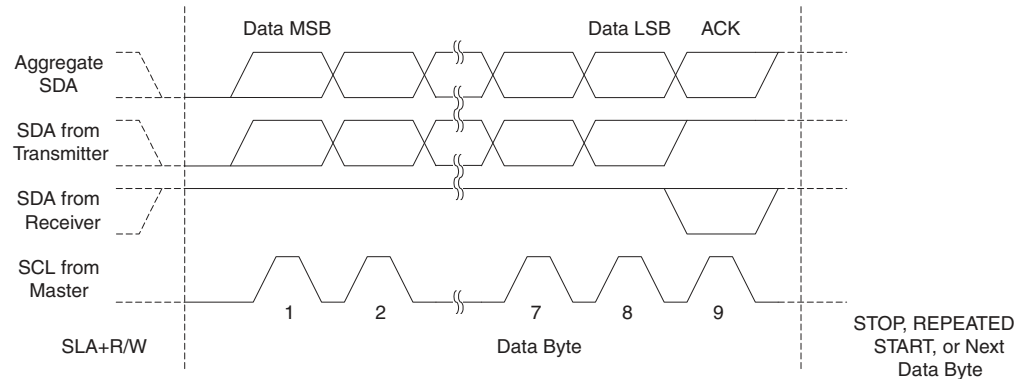 Data MSB
Data LSB
ACK
Aggregate
SDA
SDA from
Transmitter
SDA from
Receiver
SCL from
Master
1
2
7
8
9
SLA+R/W
Data Byte
STOP, REPEATED
START, or Next
Data Byte